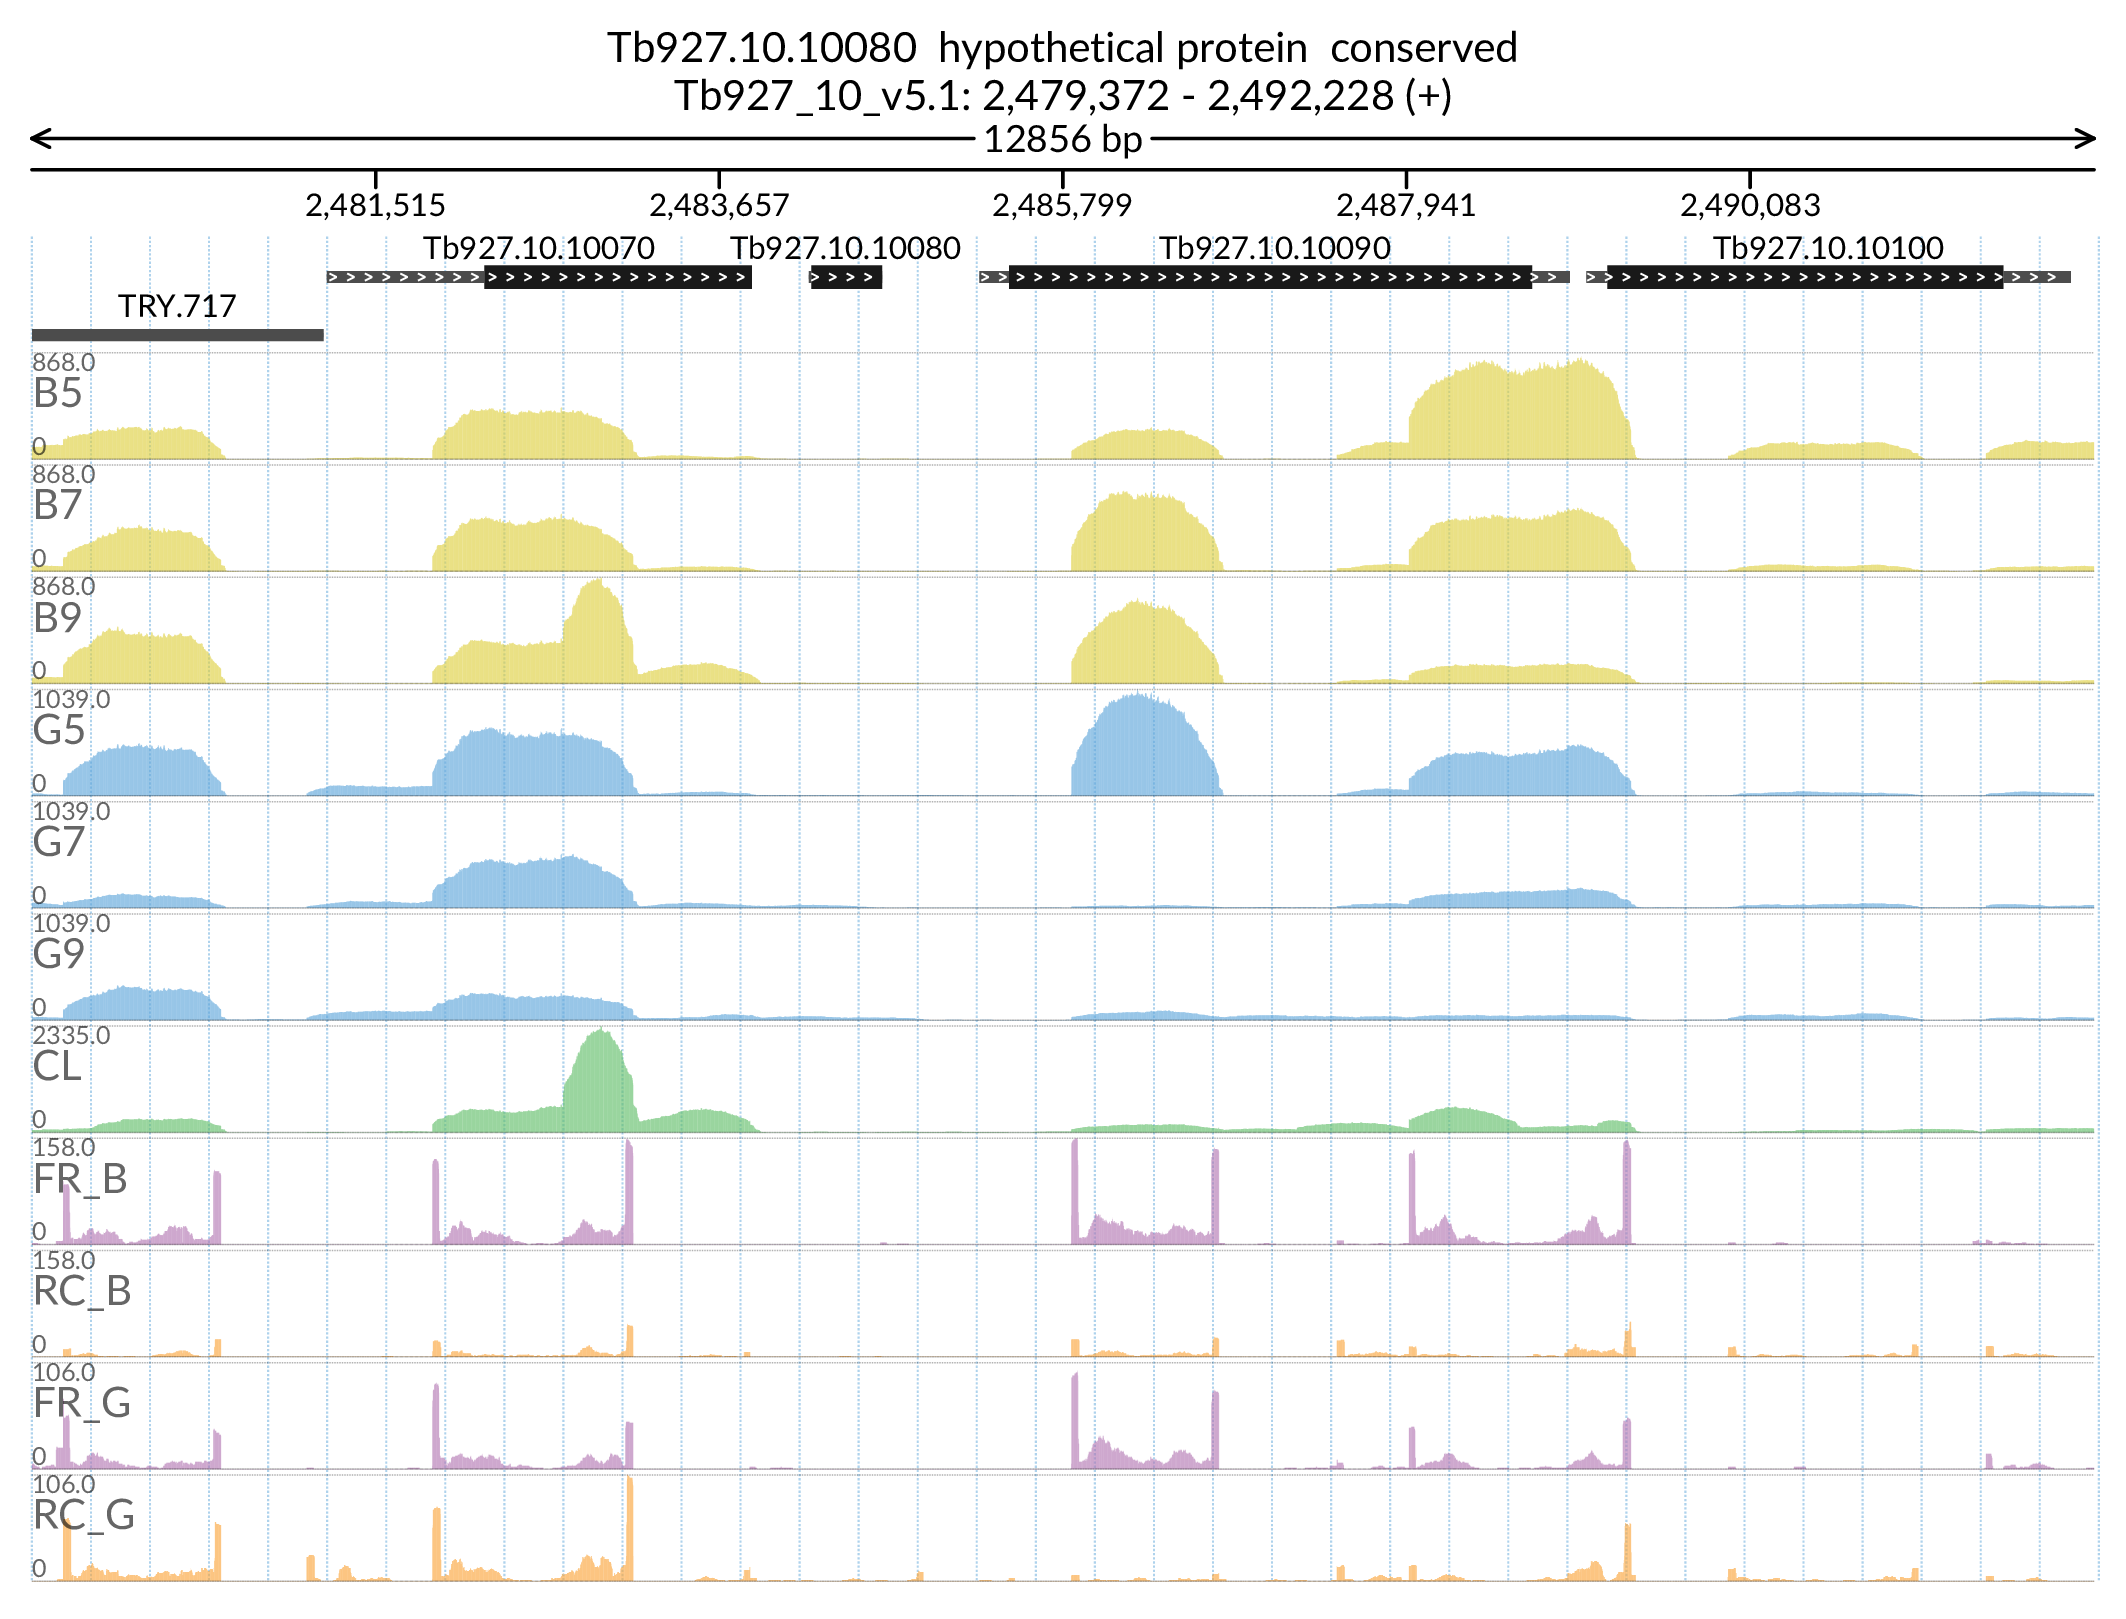 Tb927.10.10080  hypothetical protein  conserved
Tb927_10_v5.1: 2,479,372 - 2,492,228 (+)
12856 bp
2,481,515 2,483,657 2,485,799 2,487,941 2,490,083
Tb927.10.10070 Tb927.10.10080 Tb927.10.10090 Tb927.10.10100
TRY.717
868.0
B5
0
868.0
B7
0
868.0
B9
0
1039.0
G5
0
1039.0
G7
0
1039.0
G9
0
2335.0
CL
0
158.0
FR_B
0
158.0
RC_B
0
106.0
FR_G
0
106.0
RC_G
0